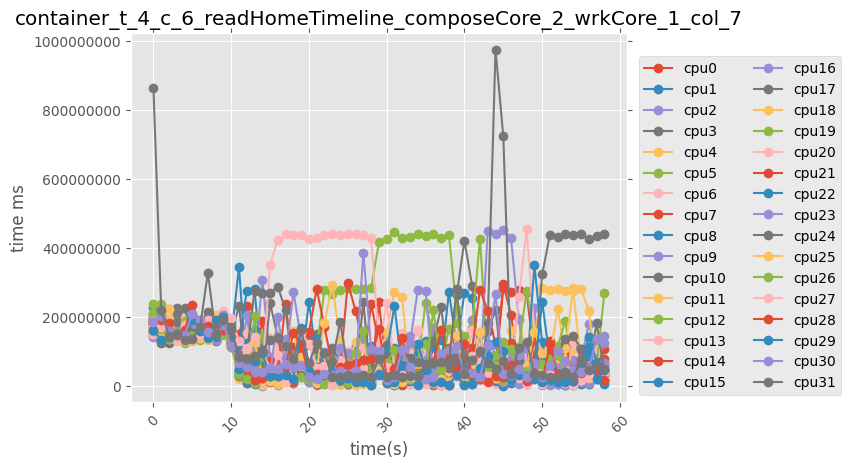 container_t_4_c_6_readHomeTimeline_composeCore_2_wrkCore_1_col_7
1000000000
800000000
600000000
400000000
200000000
0
time ms
0 10 20 30 40 50 60
time(s)
cpu0 cpu16
cpu1 cpu17
cpu2 cpu18
cpu3 cpu19
cpu4 cpu20
cpu5 cpu21
cpu6 cpu22
cpu7 cpu23
cpu8 cpu24
cpu9 cpu25
cpu10 cpu26
cpu11 cpu27
cpu12 cpu28
cpu13 cpu29
cpu14 cpu30
cpu15 cpu31